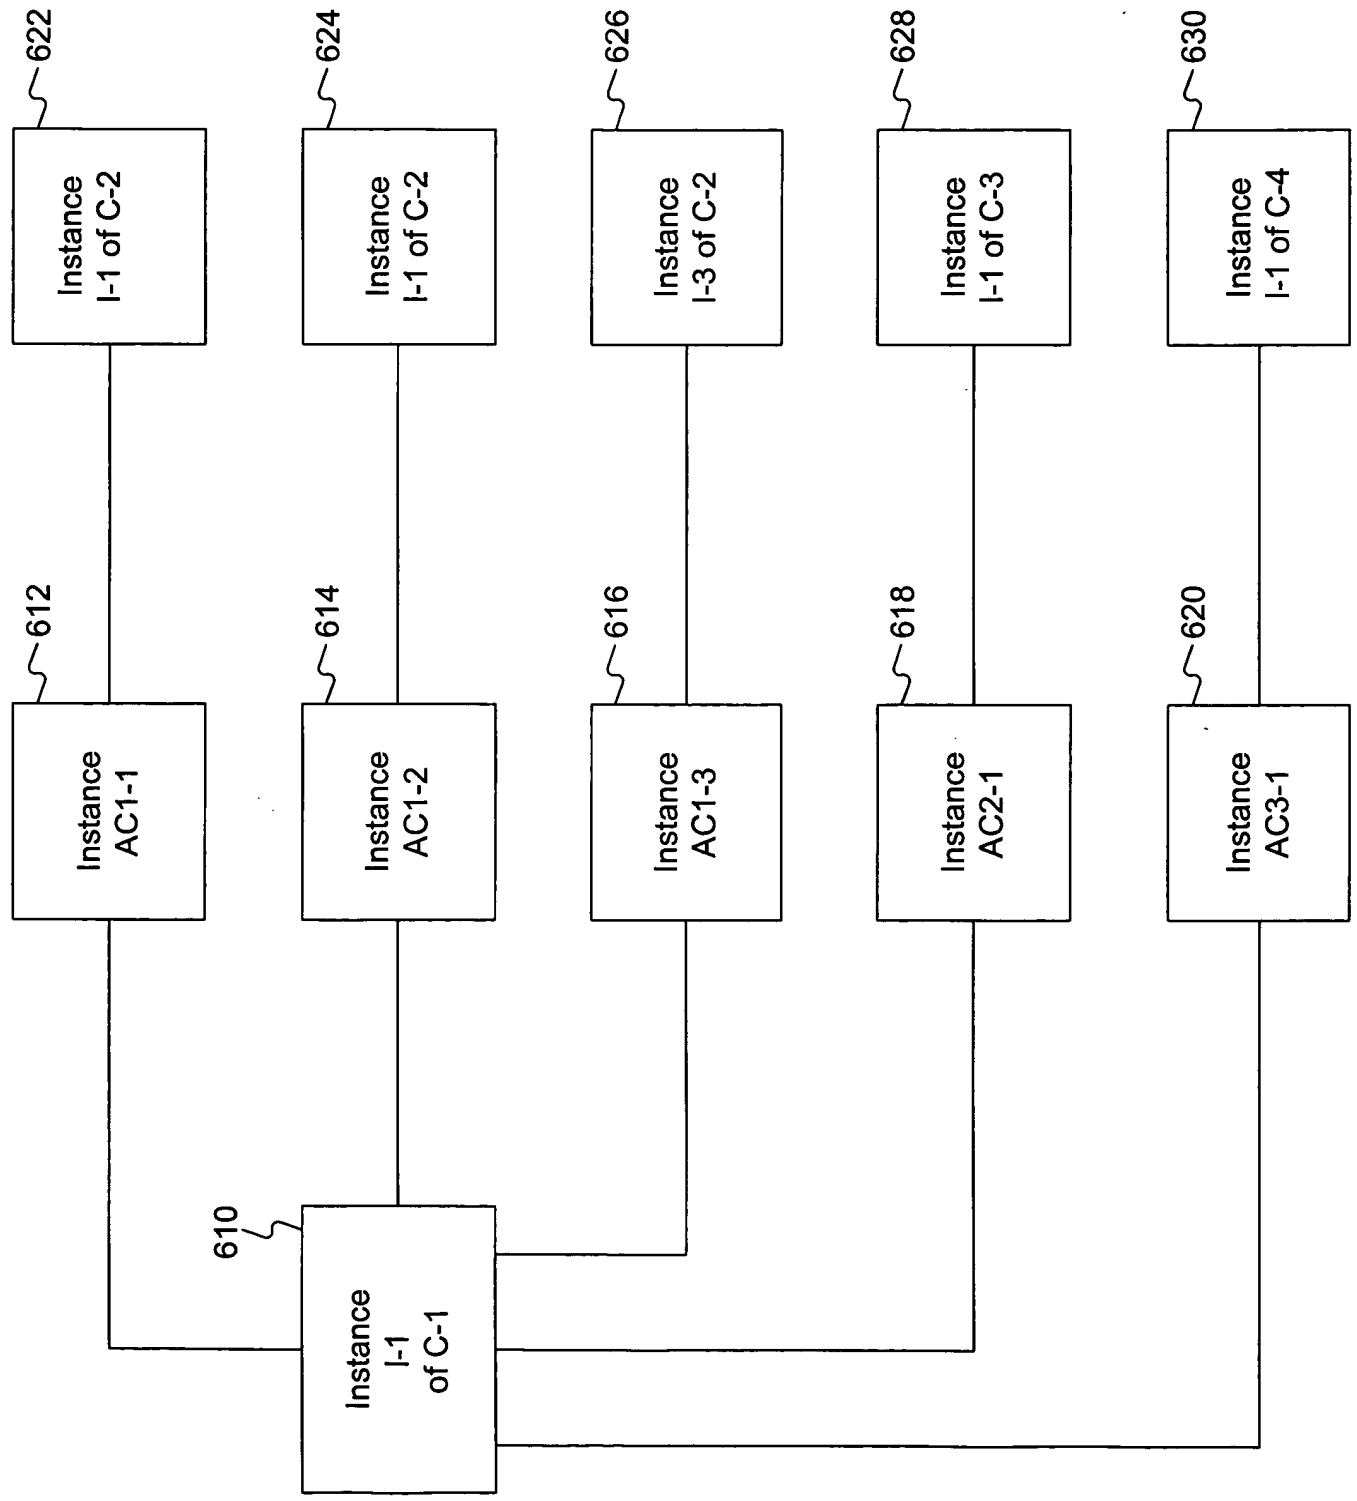 622
Instance
I-1 of C-2
624
Instance
I-1 of C-2
626
Instance
I-3 of C-2
628
Instance
I-1 of C-3
630
Instance
I-1 of C-4
612
Instance
AC1-1
614
Instance
AC1-2
616
Instance
AC1-3
618
Instance
AC2-1
620
Instance
AC3-1
610
Instance
I-1
of C-1